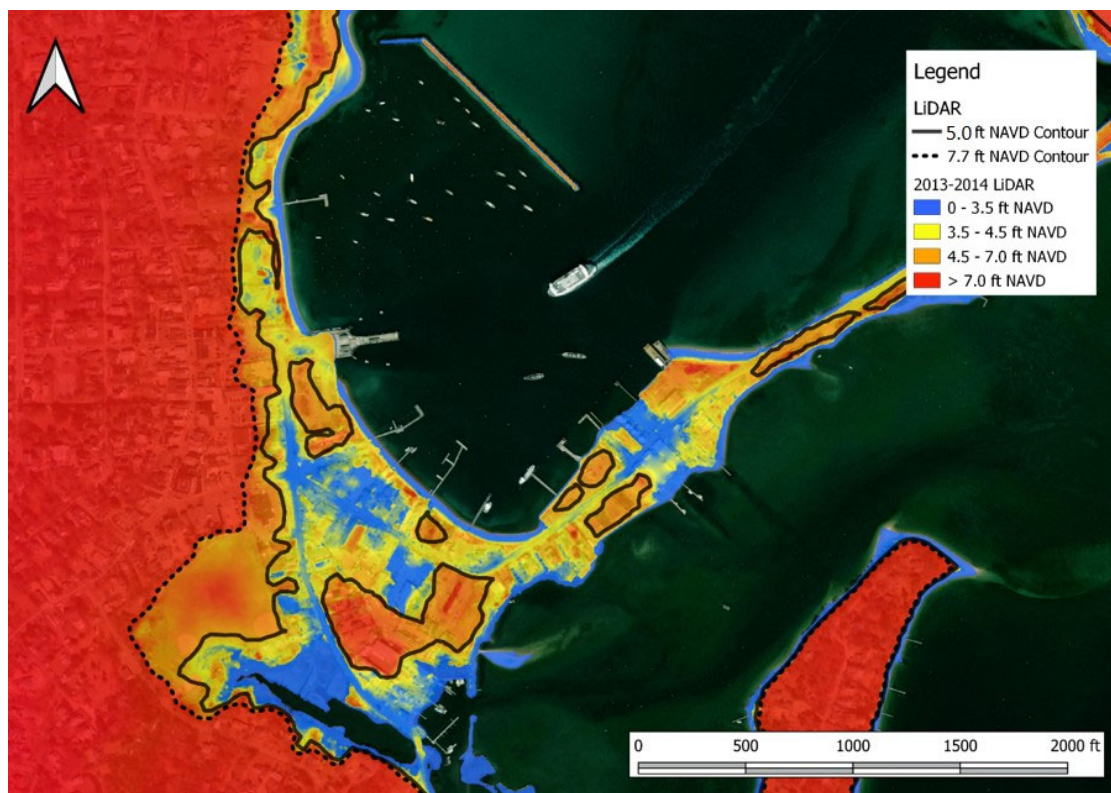 Legend
LiDAR
5.0 ft NAVD Contour
7.7 ft NAVD Contour
2013-2014 LiDAR
0 - 3.5 ft NAVD
3.5 - 4.5 ft NAVD
4.5 - 7.0 ft NAVD
> 7.0 ft NAVD
0 500 1000 1500 2000 ft